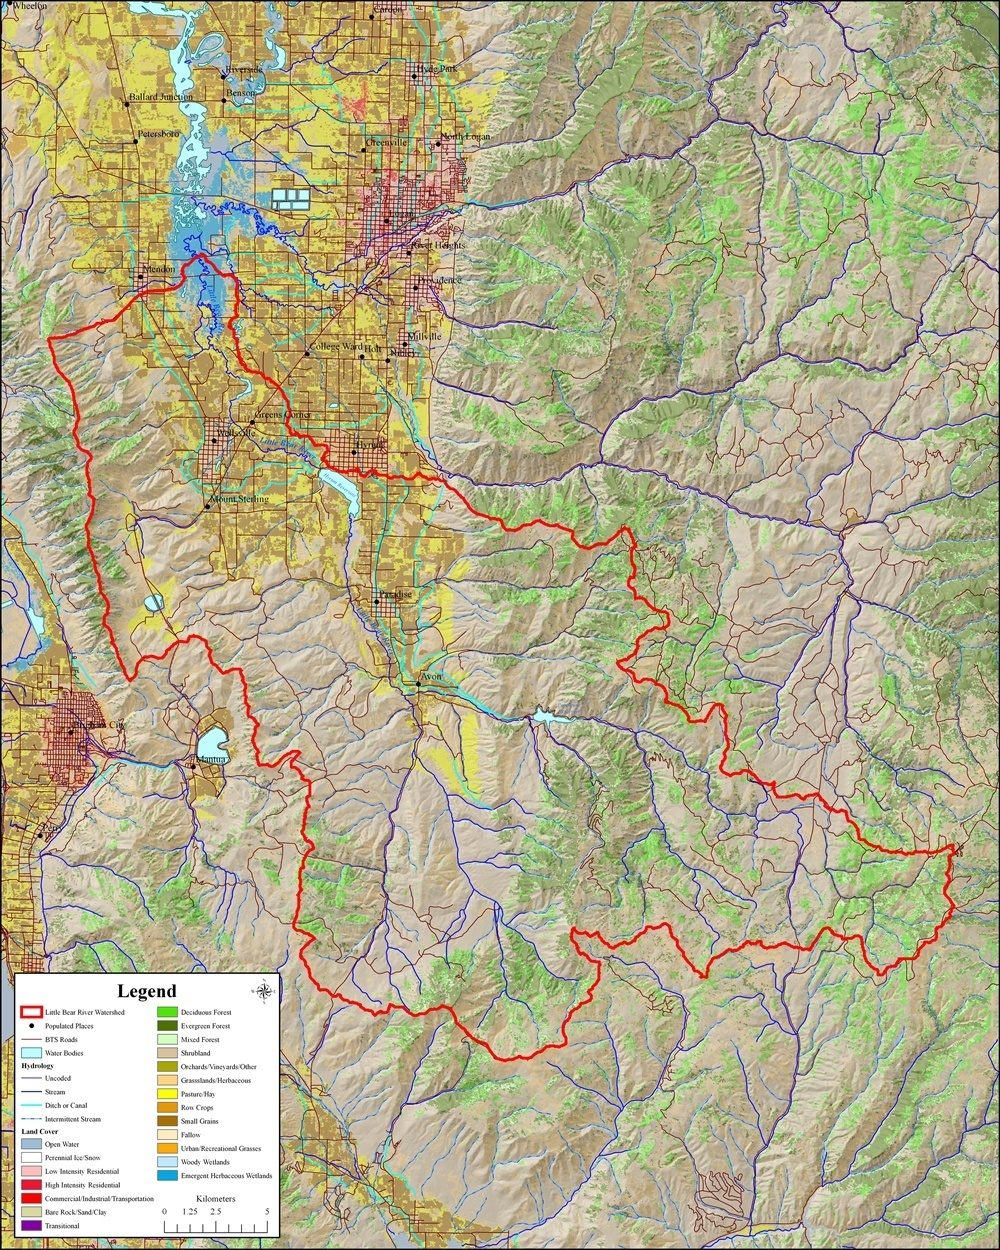 Wheelon
Riverside
Hyde Park
Ballard Junction
Benson
Petersboro
North Logan
Greenville
River Heights
Mendon
Providence
Millville
College Ward
Holt
Nibley
Greens Corner
Wellsville
Little Bear River
Hyrum
Mount Sterling
Paradise
Avon
Brigham City
Mantua
Perry
Legend
Little Bear River Watershed
Populated Places
BTS Roads
Water Bodies
Hydrology
Uncoded
Stream
Ditch or Canal
Intermittent Stream
Land Cover
Open Water
Perennial Ice/Snow
Low Intensity Residential
High Intensity Residential
Commercial/Industrial/Transportation
Bare Rock/Sand/Clay
Transitional
Deciduous Forest
Evergreen Forest
Mixed Forest
Shrubland
Orchards/Vineyards/Other
Grassslands/Herbaceous
Pasture/Hay
Row Crops
Small Grains
Fallow
Urban/Recreational Grasses
Woody Wetlands
Emergent Herbaceous Wetlands
Kilometers
0 1.25 2.5 5